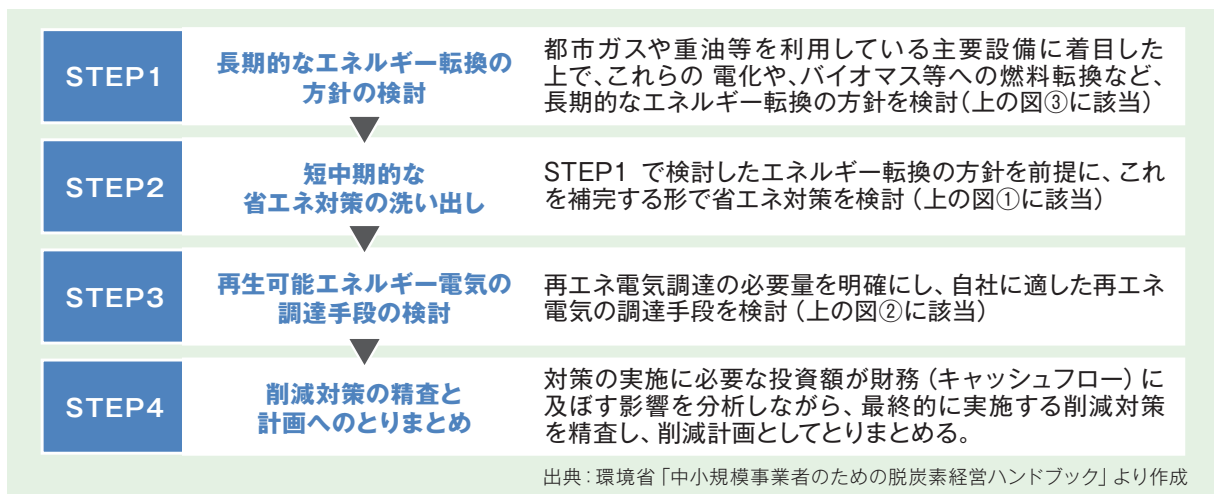 STEP1
長期的なエネルギー転換の
方針の検討
都市ガスや重油等を利用している主要設備に着目した
上で、これらの 電化や、バイオマス等への燃料転換など、
長期的なエネルギー転換の方針を検討(上の図③に該当)
STEP2
短中期的な
省エネ対策の洗い出し
STEP1 で検討したエネルギー転換の方針を前提に、これ
を補完する形で省エネ対策を検討(上の図①に該当)
STEP3
再生可能エネルギー電気の
調達手段の検討
再エネ電気調達の必要量を明確にし、自社に適した再エネ
電気の調達手段を検討(上の図②に該当)
STEP4
削減対策の精査と
計画へのとりまとめ
対策の実施に必要な投資額が財務(キャッシュフロー)に
及ぼす影響を分析しながら、最終的に実施する削減対策
を精査し、削減計画としてとりまとめる。
出典:環境省「中小規模事業者のための脱炭素経営ハンドブック」より作成